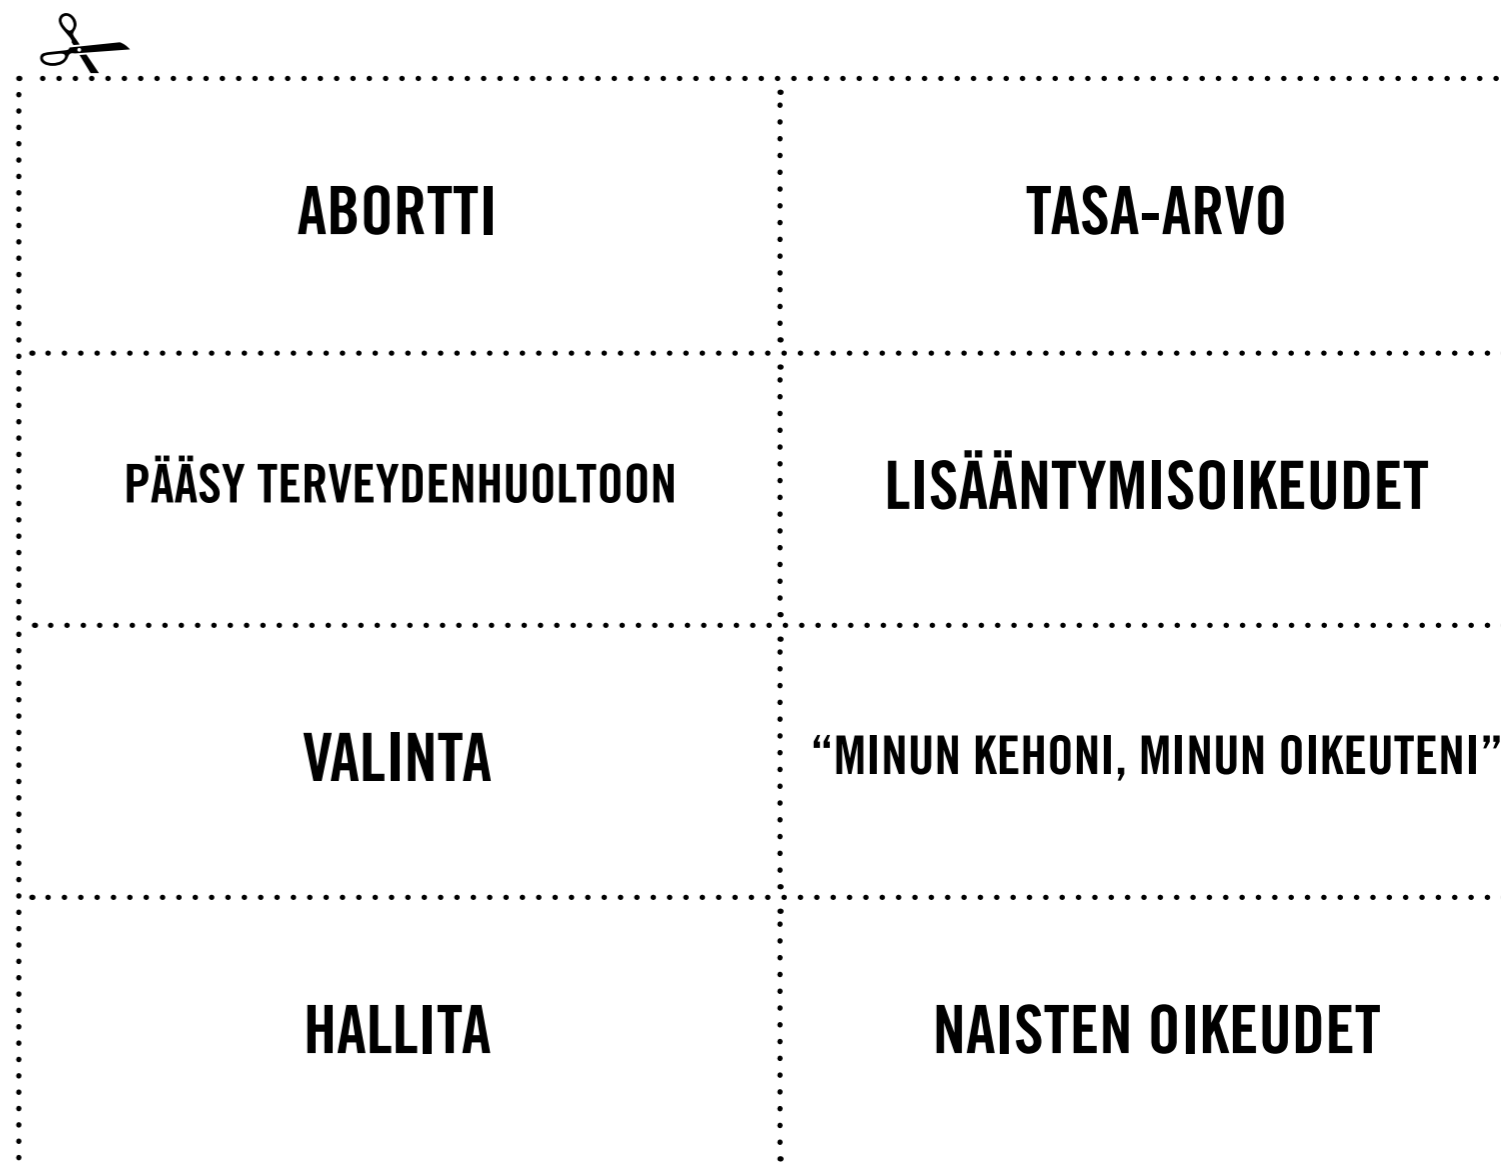 ABORTTI
TASA-ARVO
PÄÄSY TERVEYDENHUOLTOON
LISÄÄNTYMISOIKEUDET
VALINTA
“MINUN KEHONI, MINUN OIKEUTENI”
HALLITA
NAISTEN OIKEUDET